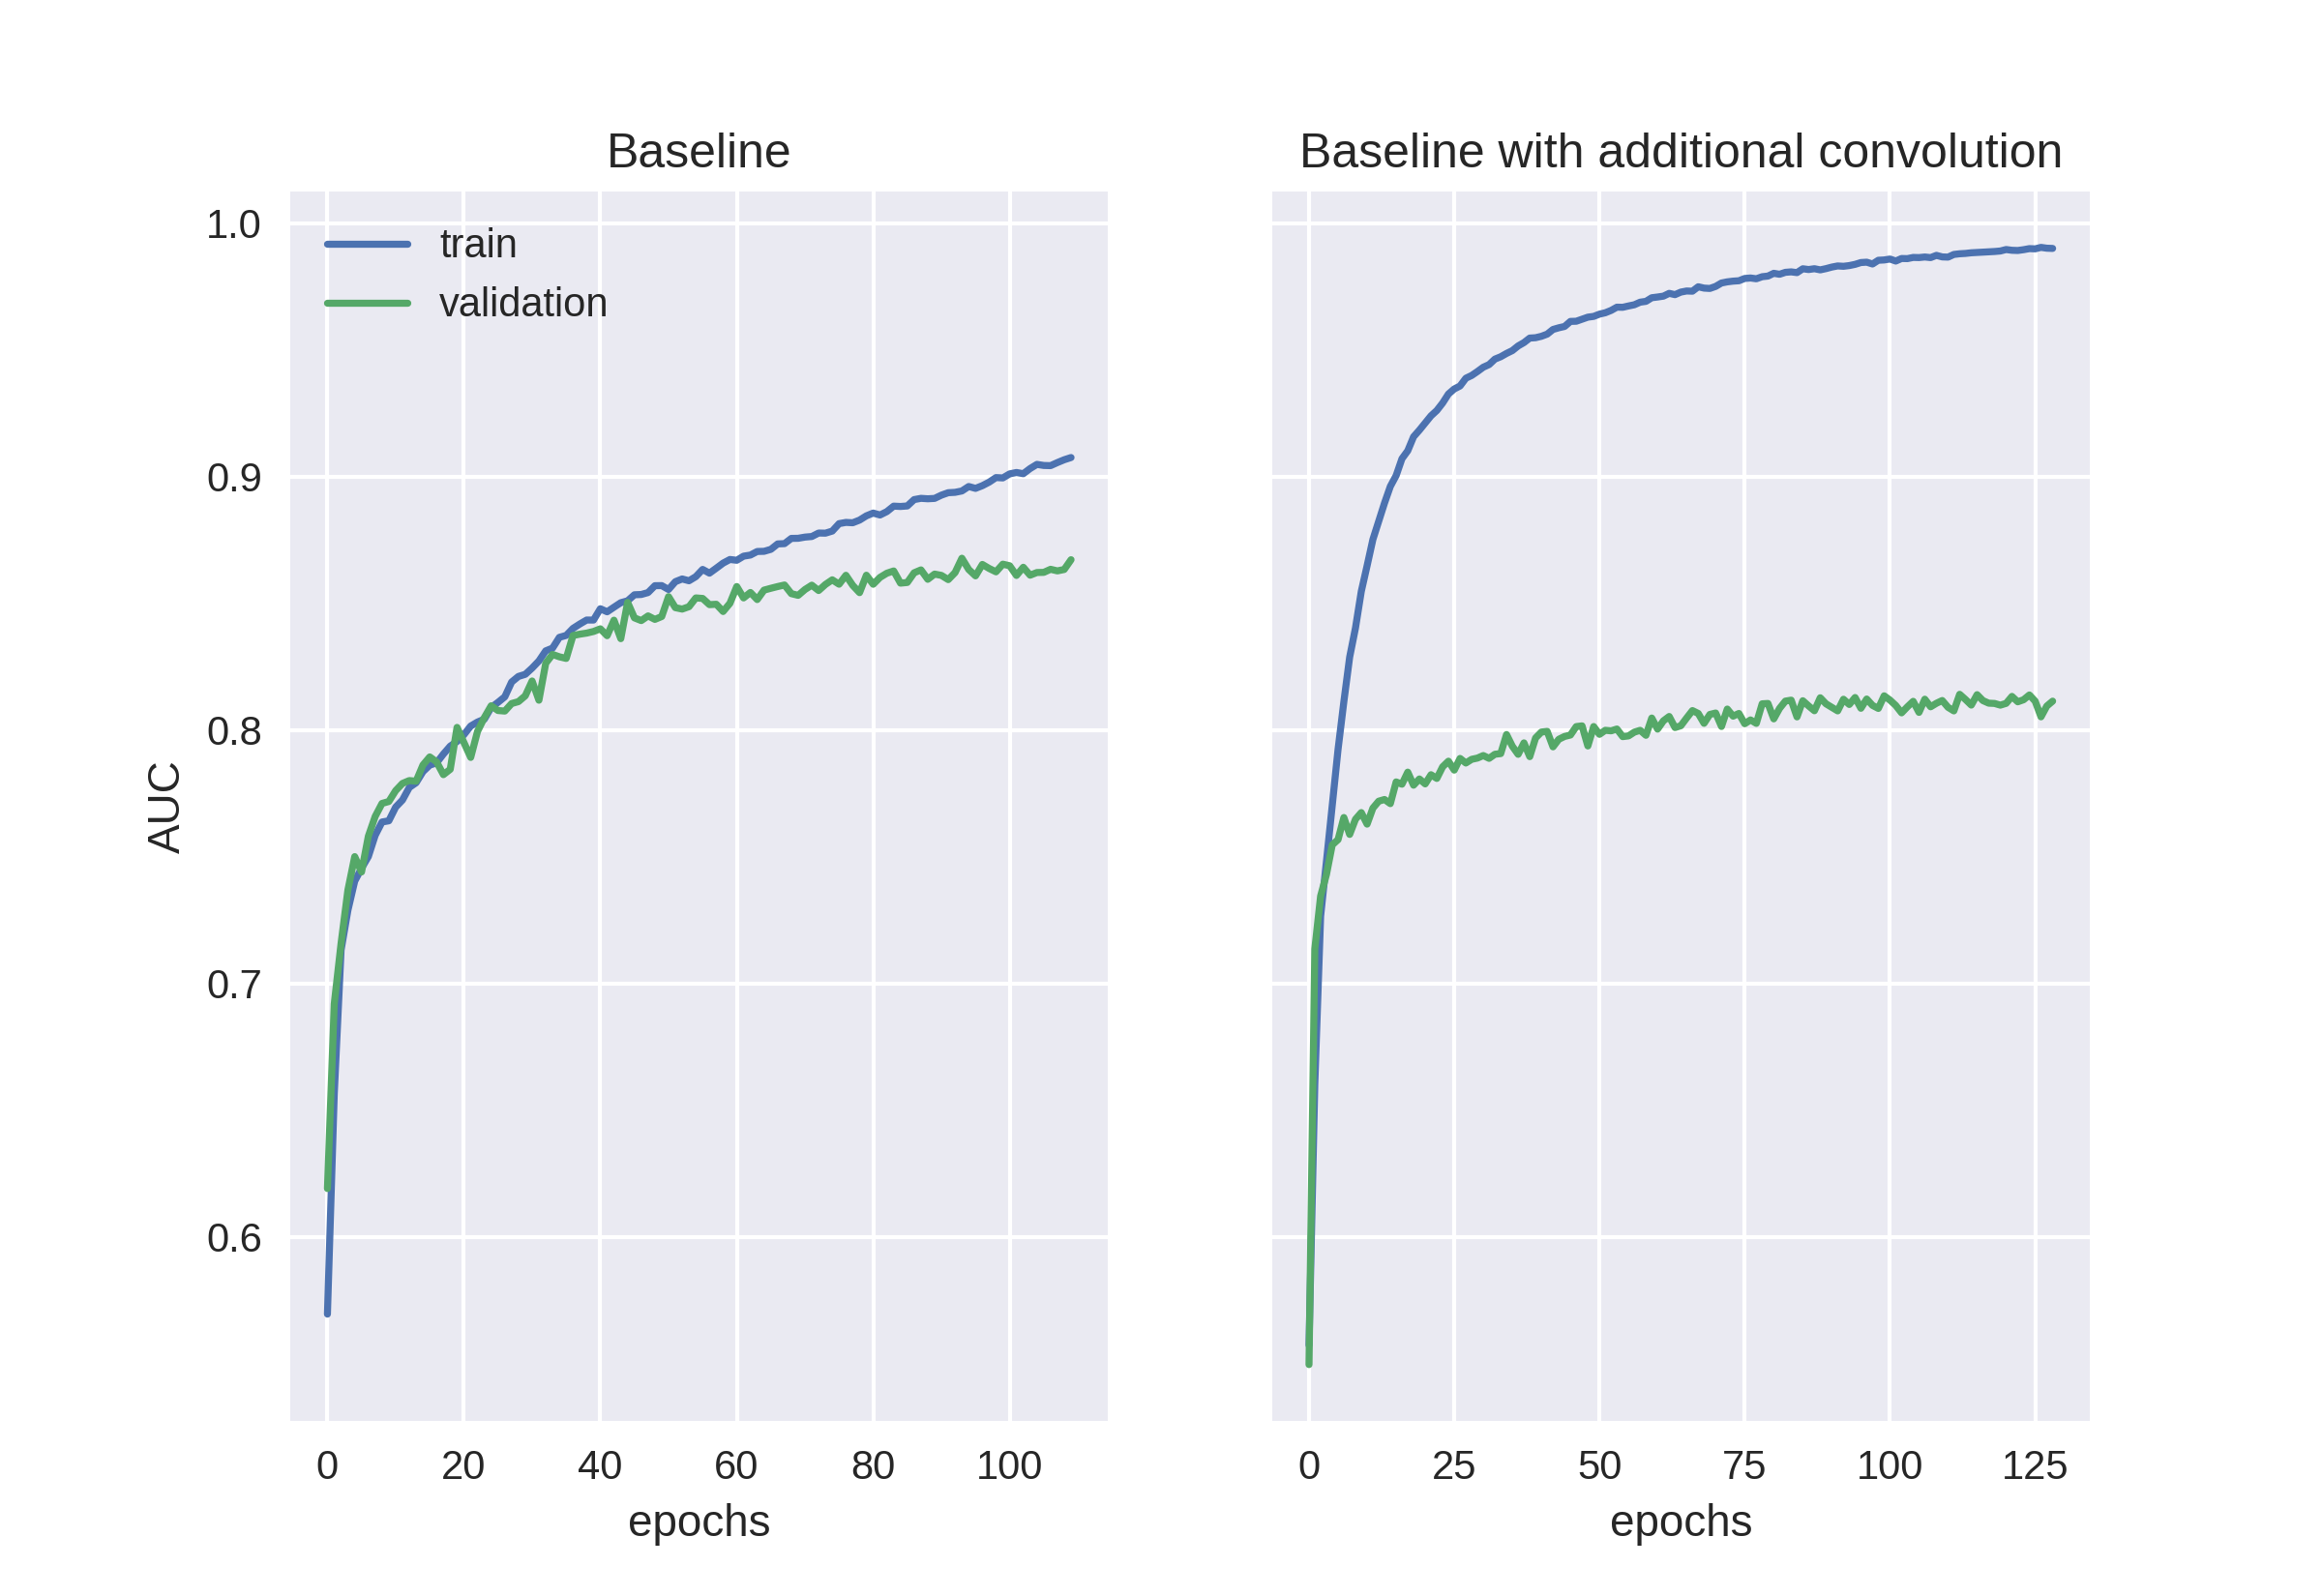 Baseline
Baseline with additional convolution
train
validation
AUC
1.0
0.9
0.8
0.7
0.6
0 20 40 60 80 100
epochs
0 25 50 75 100 125
epochs